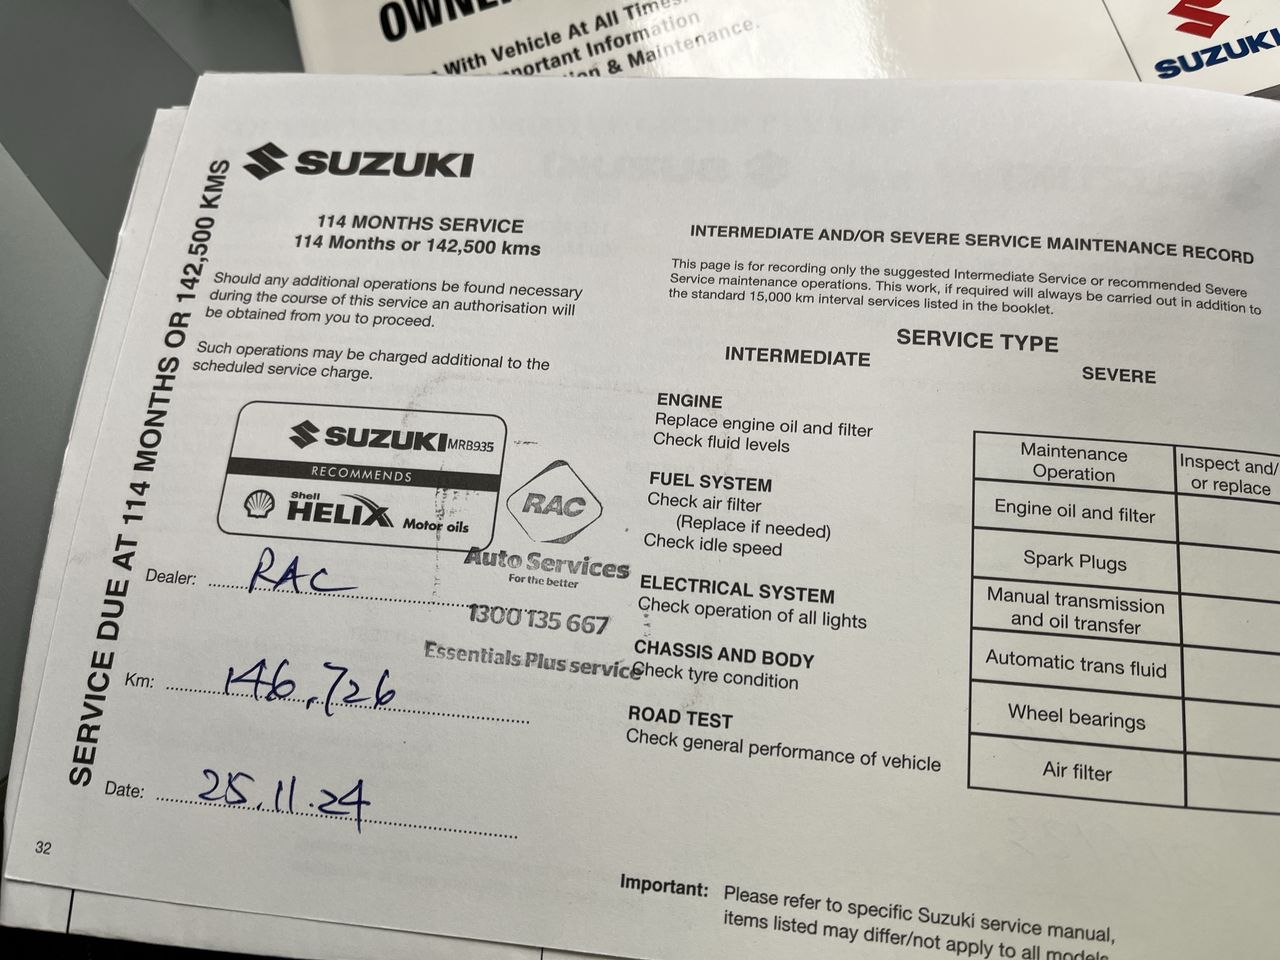 OWNE
With Vehicle At All Times.
portant Information
on & Maintenance.
SUZUKI
SERVICE DUE AT 114 MONTHS OR 142,500 KMS
SUZUKI
114 MONTHS SERVICE
114 Months or 142,500 kms
Should any additional operations be found necessary
during the course of this service an authorisation will
be obtained from you to proceed.
Such operations may be charged additional to the
scheduled service charge.
SUZUKI MRB935
RECOMMENDS
Shell
HELIX Motor oils
RAC
Auto Services
For the better
1300 135 667
Essentials Plus service
Dealer: RAC
Km: 146,726
Date: 25.11.24
32
INTERMEDIATE AND/OR SEVERE SERVICE MAINTENANCE RECORD
This page is for recording only the suggested Intermediate Service or recommended Severe
Service maintenance operations. This work, if required will always be carried out in addition to
the standard 15,000 km interval services listed in the booklet.
SERVICE TYPE
INTERMEDIATE
ENGINE
Replace engine oil and filter
Check fluid levels
FUEL SYSTEM
Check air filter
(Replace if needed)
Check idle speed
ELECTRICAL SYSTEM
Check operation of all lights
CHASSIS AND BODY
Check tyre condition
ROAD TEST
Check general performance of vehicle
SEVERE
Maintenance
Operation
Inspect and/
or replace
Engine oil and filter
Spark Plugs
Manual transmission
and oil transfer
Automatic trans fluid
Wheel bearings
Air filter
Important: Please refer to specific Suzuki service manual,
items listed may differ/not apply to all models